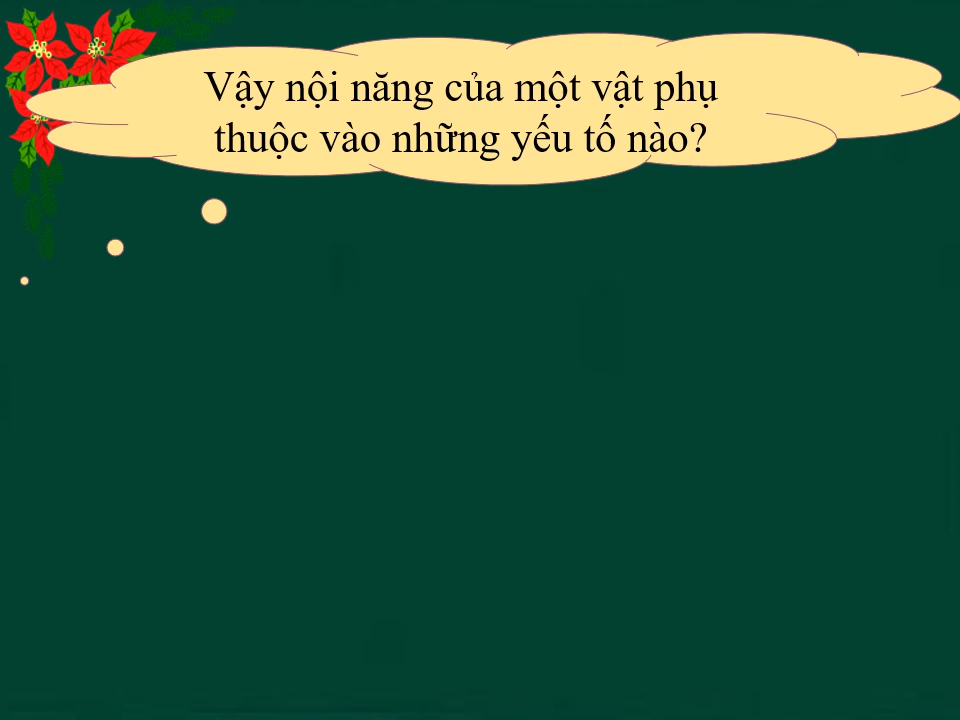 Vậy nội năng của một vật phụ
thuộc vào những yếu tố nào?